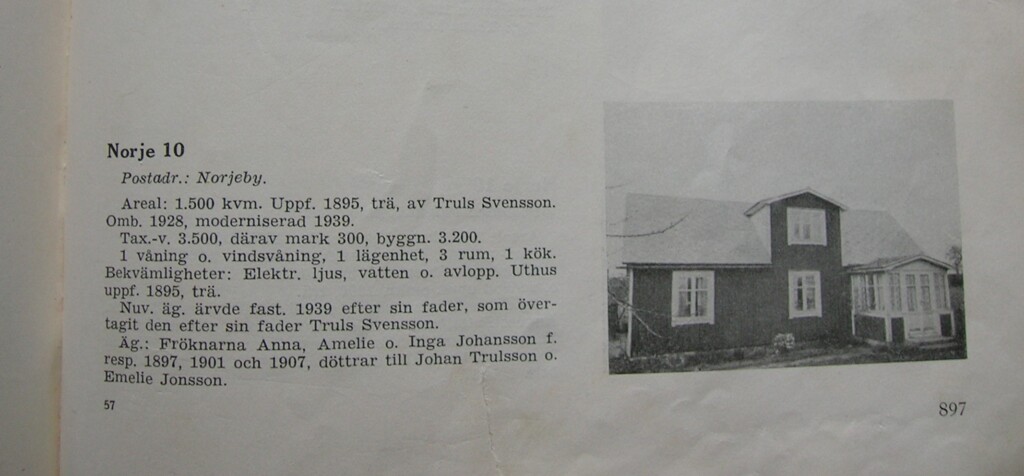 Norje 10
Postadr.: Norjeby.
Areal: 1.500 kvm. Uppf. 1895, trä, av Truls Svensson.
Omb. 1928, moderniserad 1939.
Tax.-v. 3.500, därav mark 300, byggn. 3.200.
1 våning o. vindsvåning, 1 lägenhet, 3 rum, 1 kök.
Bekvämligheter: Elektr. ljus, vatten o. avlopp. Uthus
uppf. 1895, trä.
Nuv. äg. ärvde fast. 1939 efter sin fader, som över-
tagit den efter sin fader Truls Svensson.
Äg.: Fröknarna Anna, Amelie o. Inga Johansson f.
resp. 1897, 1901 och 1907, döttrar till Johan Trulsson o.
Emelie Jonsson.
57
897